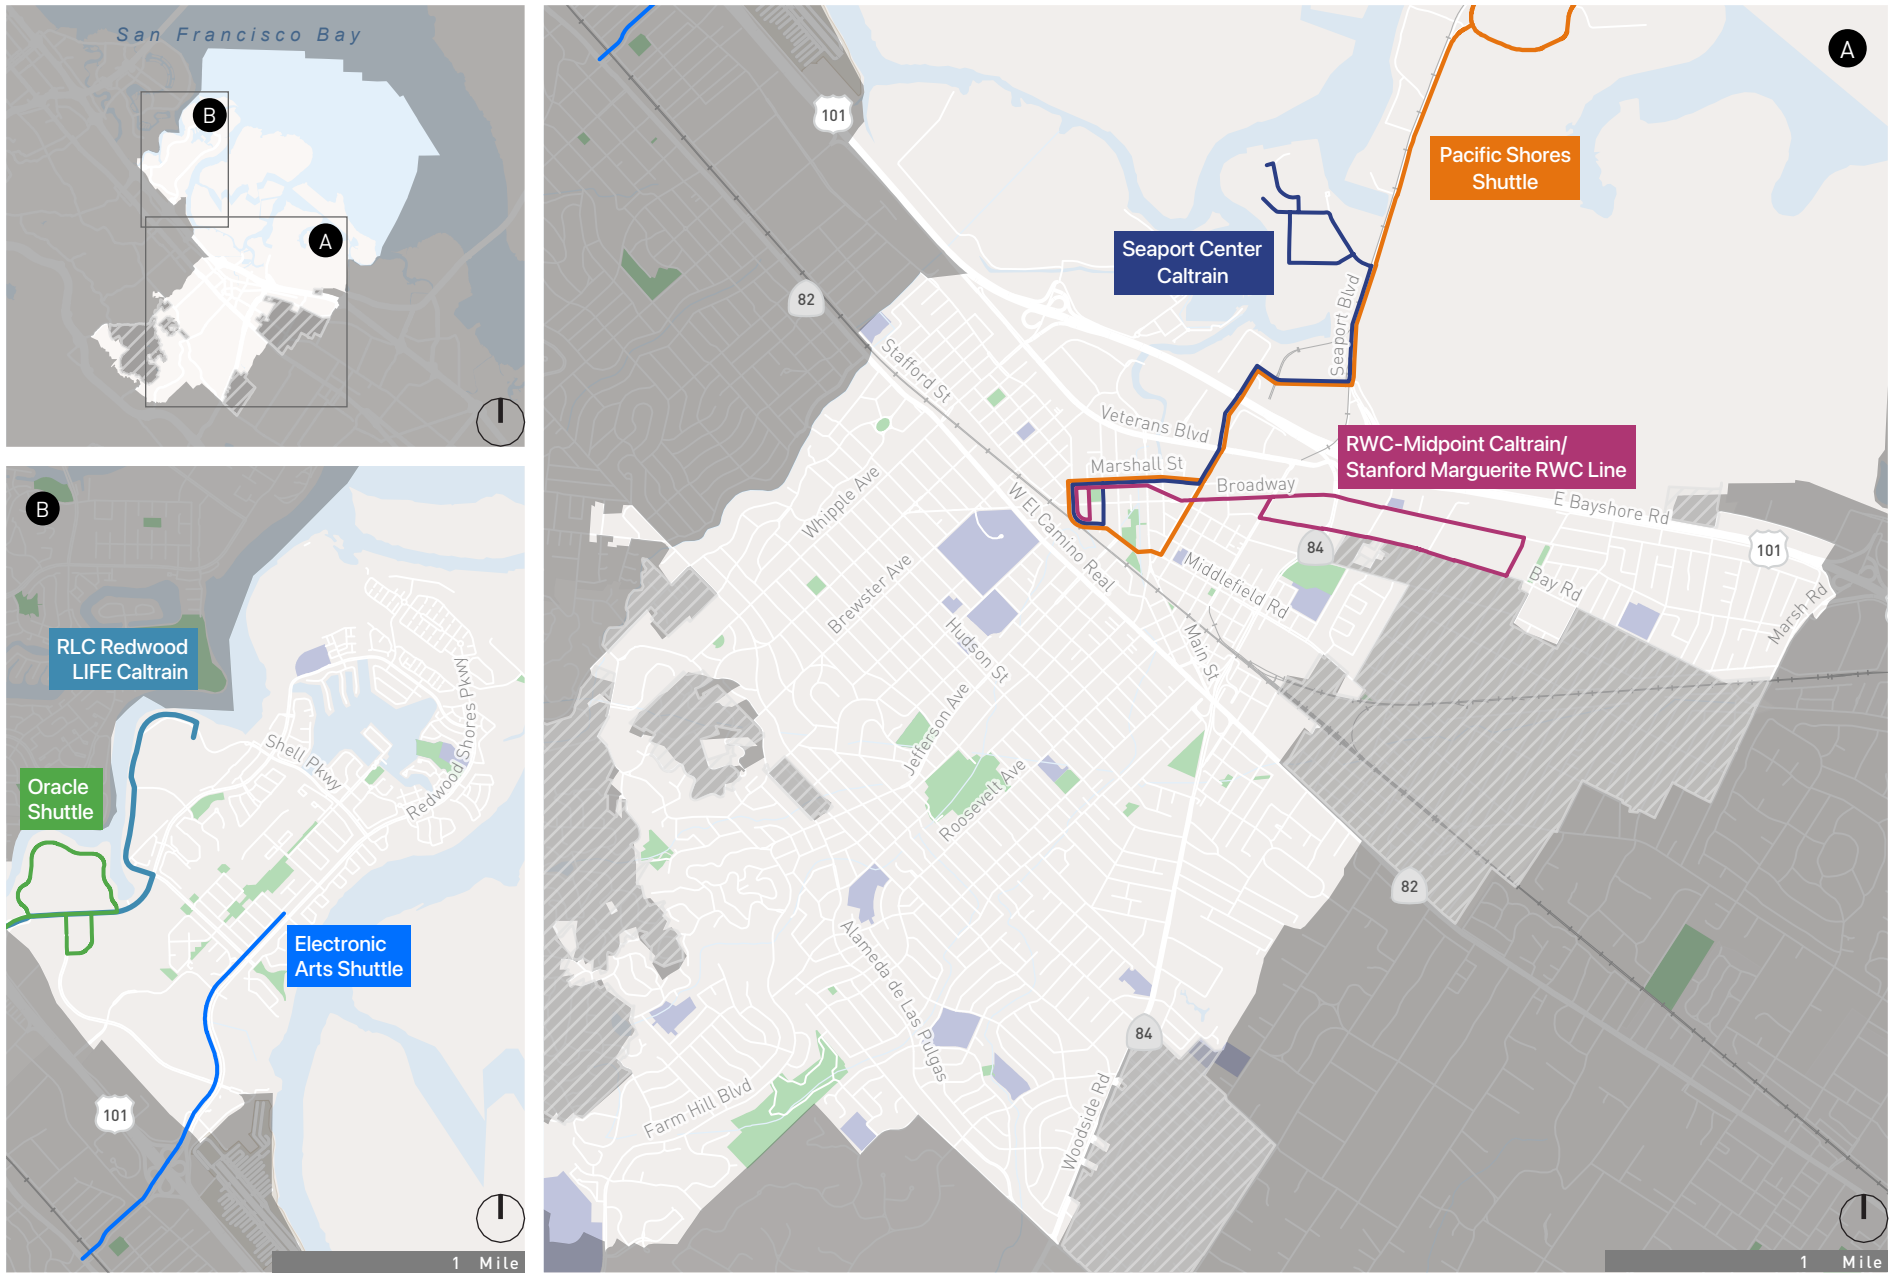 San Francisco Bay
B
A
B
RLC Redwood
LIFE Caltrain
Oracle
Shuttle
Shell Pkwy
Redwood Shores Pkwy
Electronic
Arts Shuttle
101
1 Mile
A
101
82
Pacific Shores
Shuttle
Seaport Center
Caltrain
Seaport Blvd
Stafford St
Veterans Blvd
RWC-Midpoint Caltrain/
Stanford Marguerite RWC Line
Marshall St
Broadway
E Bayshore Rd
Whipple Ave
W El Camino Real
84
101
Brewster Ave
Middlefield Rd
Bay Rd
Marsh Rd
Hudson St
Main St
Jefferson Ave
Roosevelt Ave
82
Alameda de Las Pulgas
84
Farm Hill Blvd
Woodside Rd
1 Mile